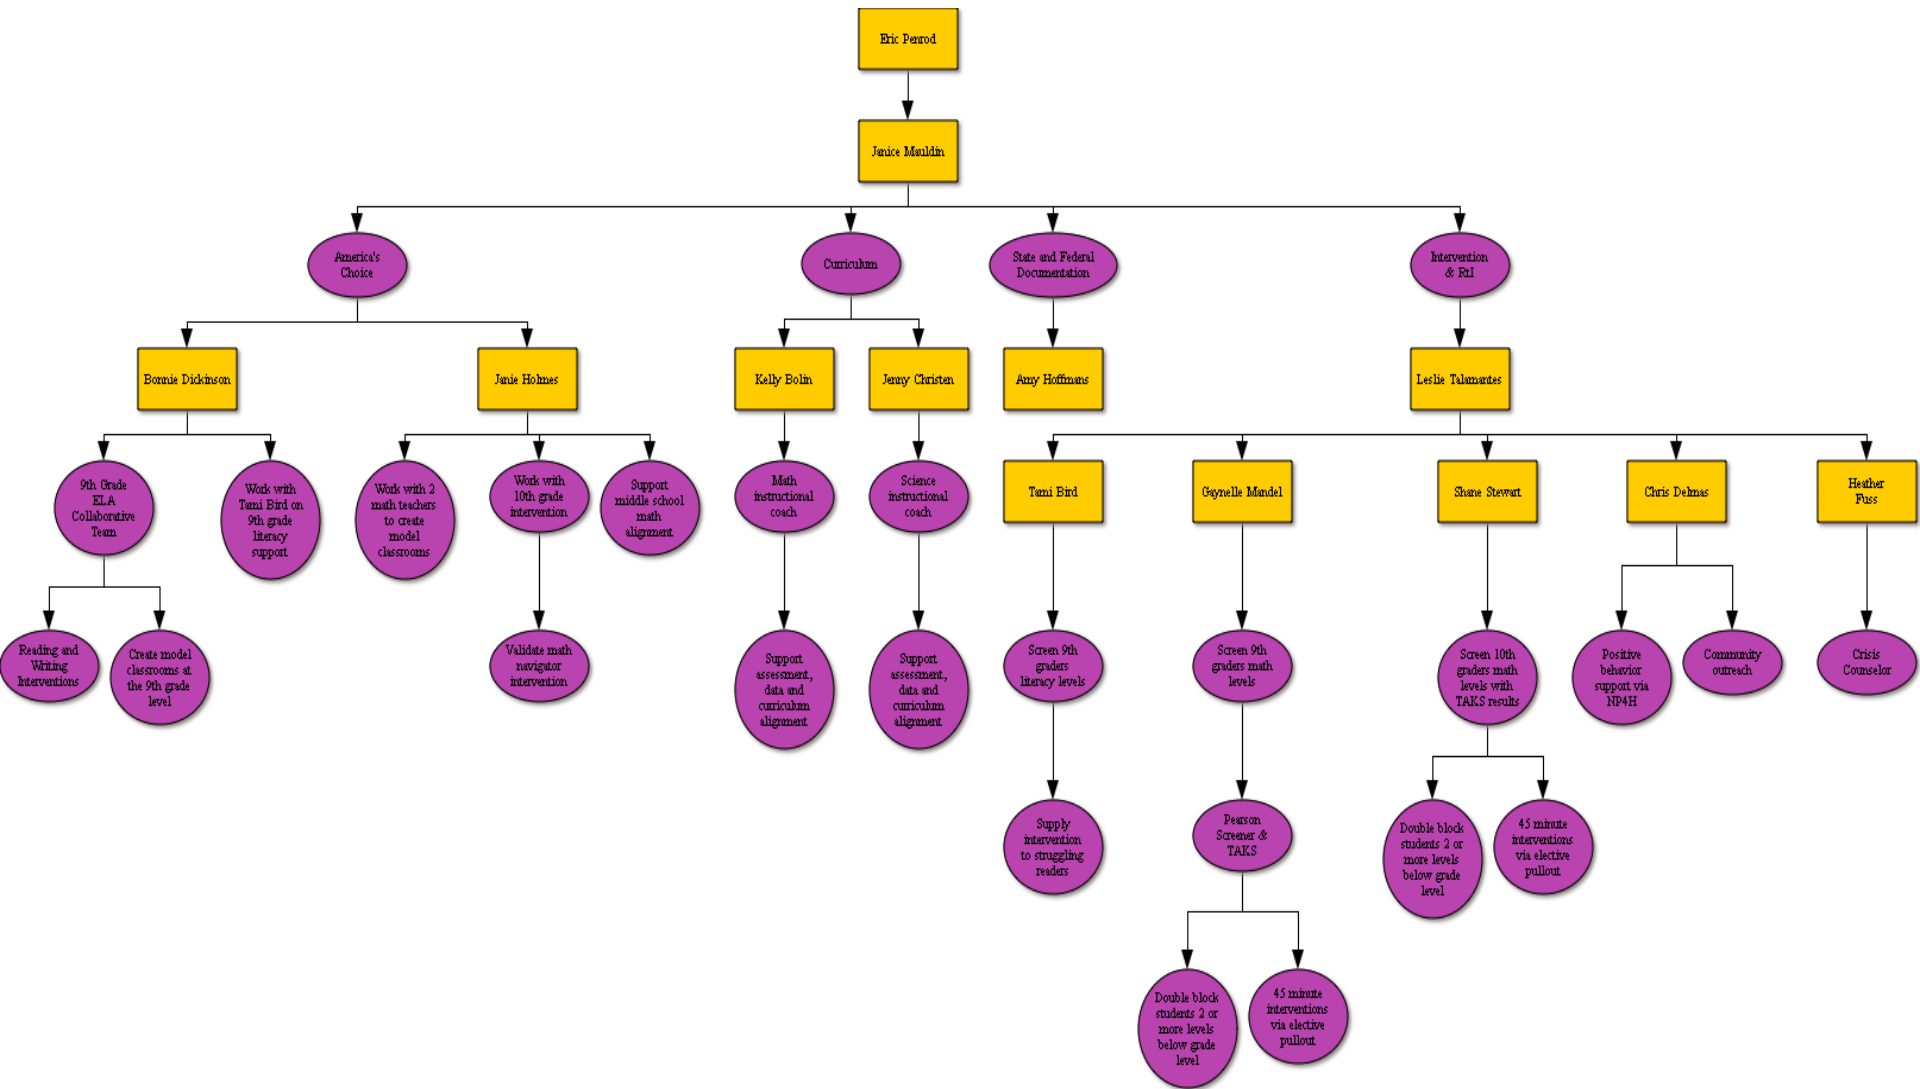 Eric Penrod
Janice Mauldin
America's
Choice
Curriculum
State and Federal
Documentation
Intervention
& RtI
Bonnie Dickinson
Janie Holmes
Kelly Bolin
Jenny Christen
Amy Hoffmans
Leslie Talamantes
9th Grade
ELA
Collaborative
Team
Work with
Tami Bird on
9th grade
literacy
support
Work with 2
math teachers
to create
model
classrooms
Work with
10th grade
intervention
Support
middle school
math
alignment
Math
instructional
coach
Science
instructional
coach
Tami Bird
Gaynelle Mandel
Shane Stewart
Chris Delmas
Heather
Fuss
Reading and
Writing
Interventions
Create model
classrooms at
the 9th grade
level
Validate math
navigator
intervention
Support
assessment,
data and
curriculum
alignment
Support
assessment,
data and
curriculum
alignment
Screen 9th
graders
literacy levels
Screen 9th
graders math
levels
Screen 10th
graders math
levels with
TAKS results
Positive
behavior
support via
NP4H
Community
outreach
Crisis
Counselor
Supply
intervention
to struggling
readers
Pearson
Screener &
TAKS
Double block
students 2 or
more levels
below grade
level
45 minute
interventions
via elective
pullout
Double block
students 2 or
more levels
below grade
level
45 minute
interventions
via elective
pullout